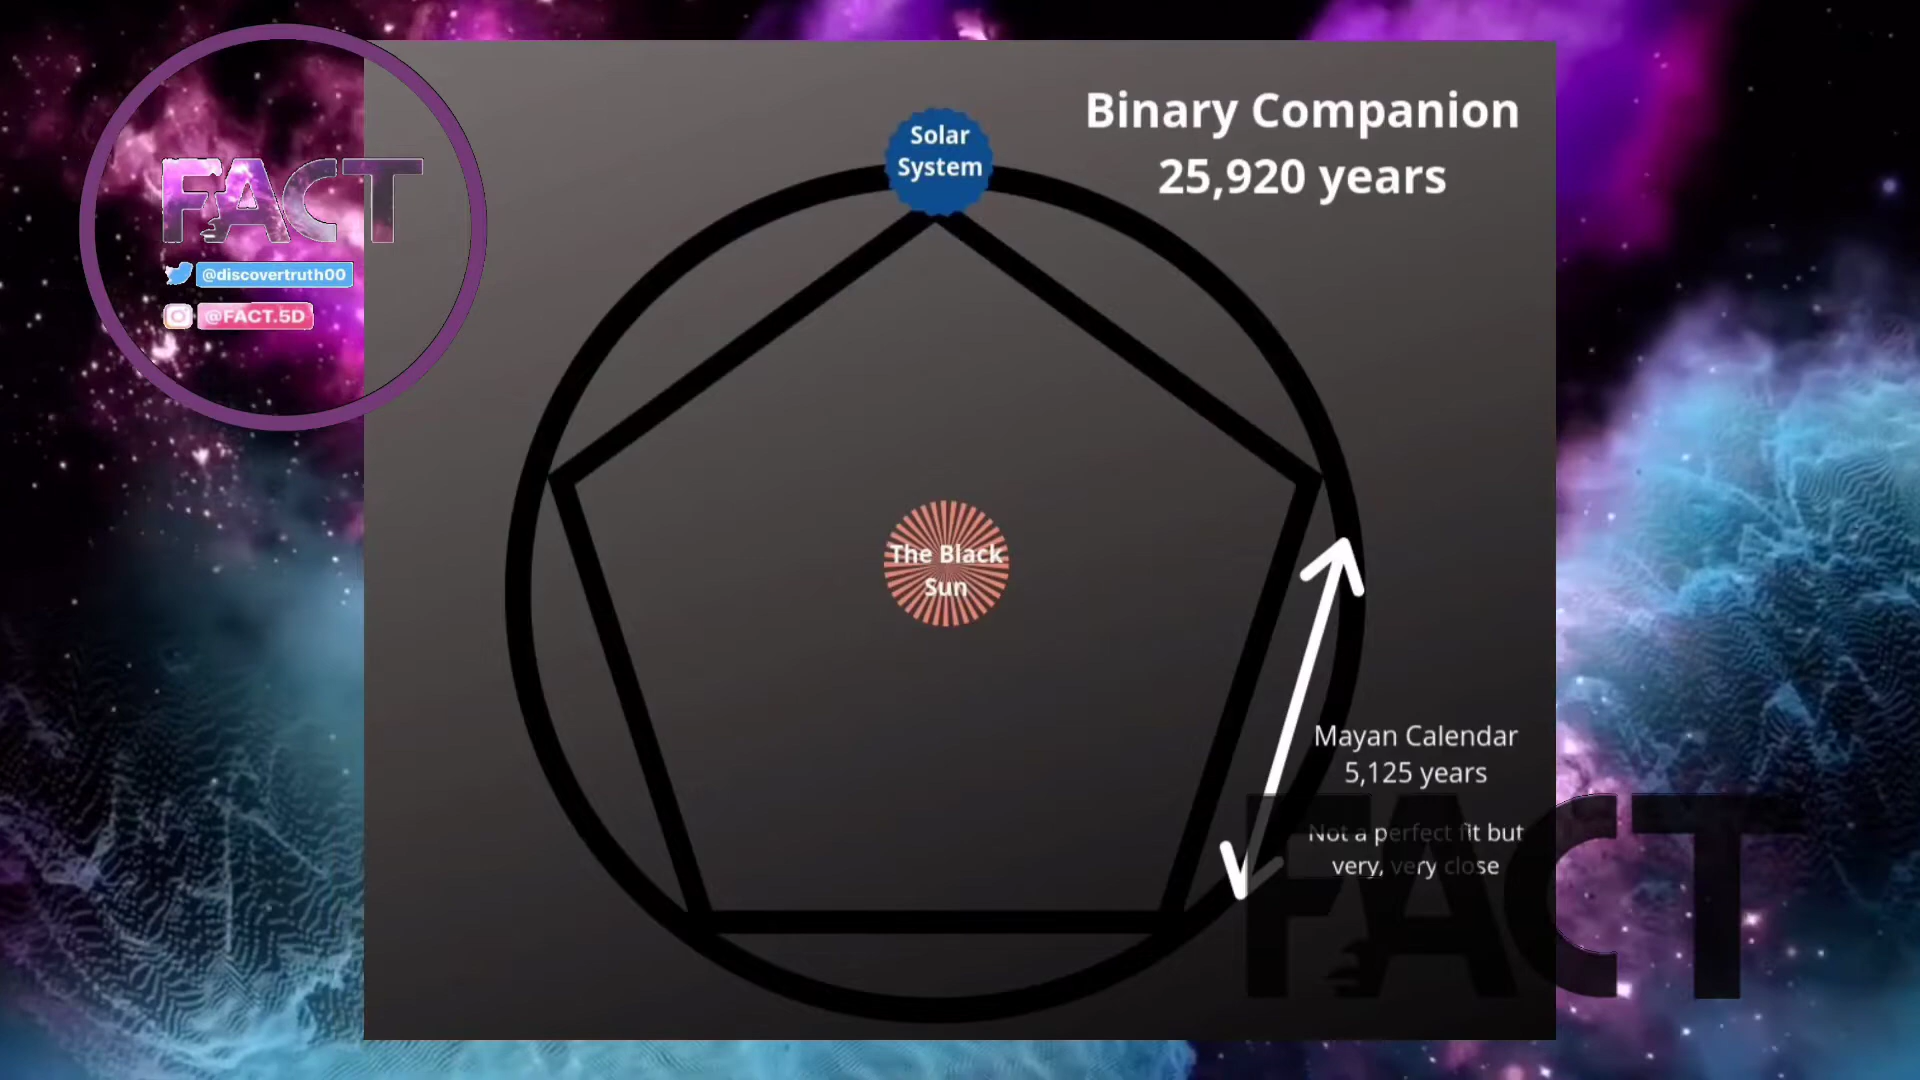 FACT
@discovertruth00
@FACT.5D
Solar
System
Binary Companion
25,920 years
The Black
Sun
Mayan Calendar
5,125 years
Not a perfect fit but
very, very close
FACT